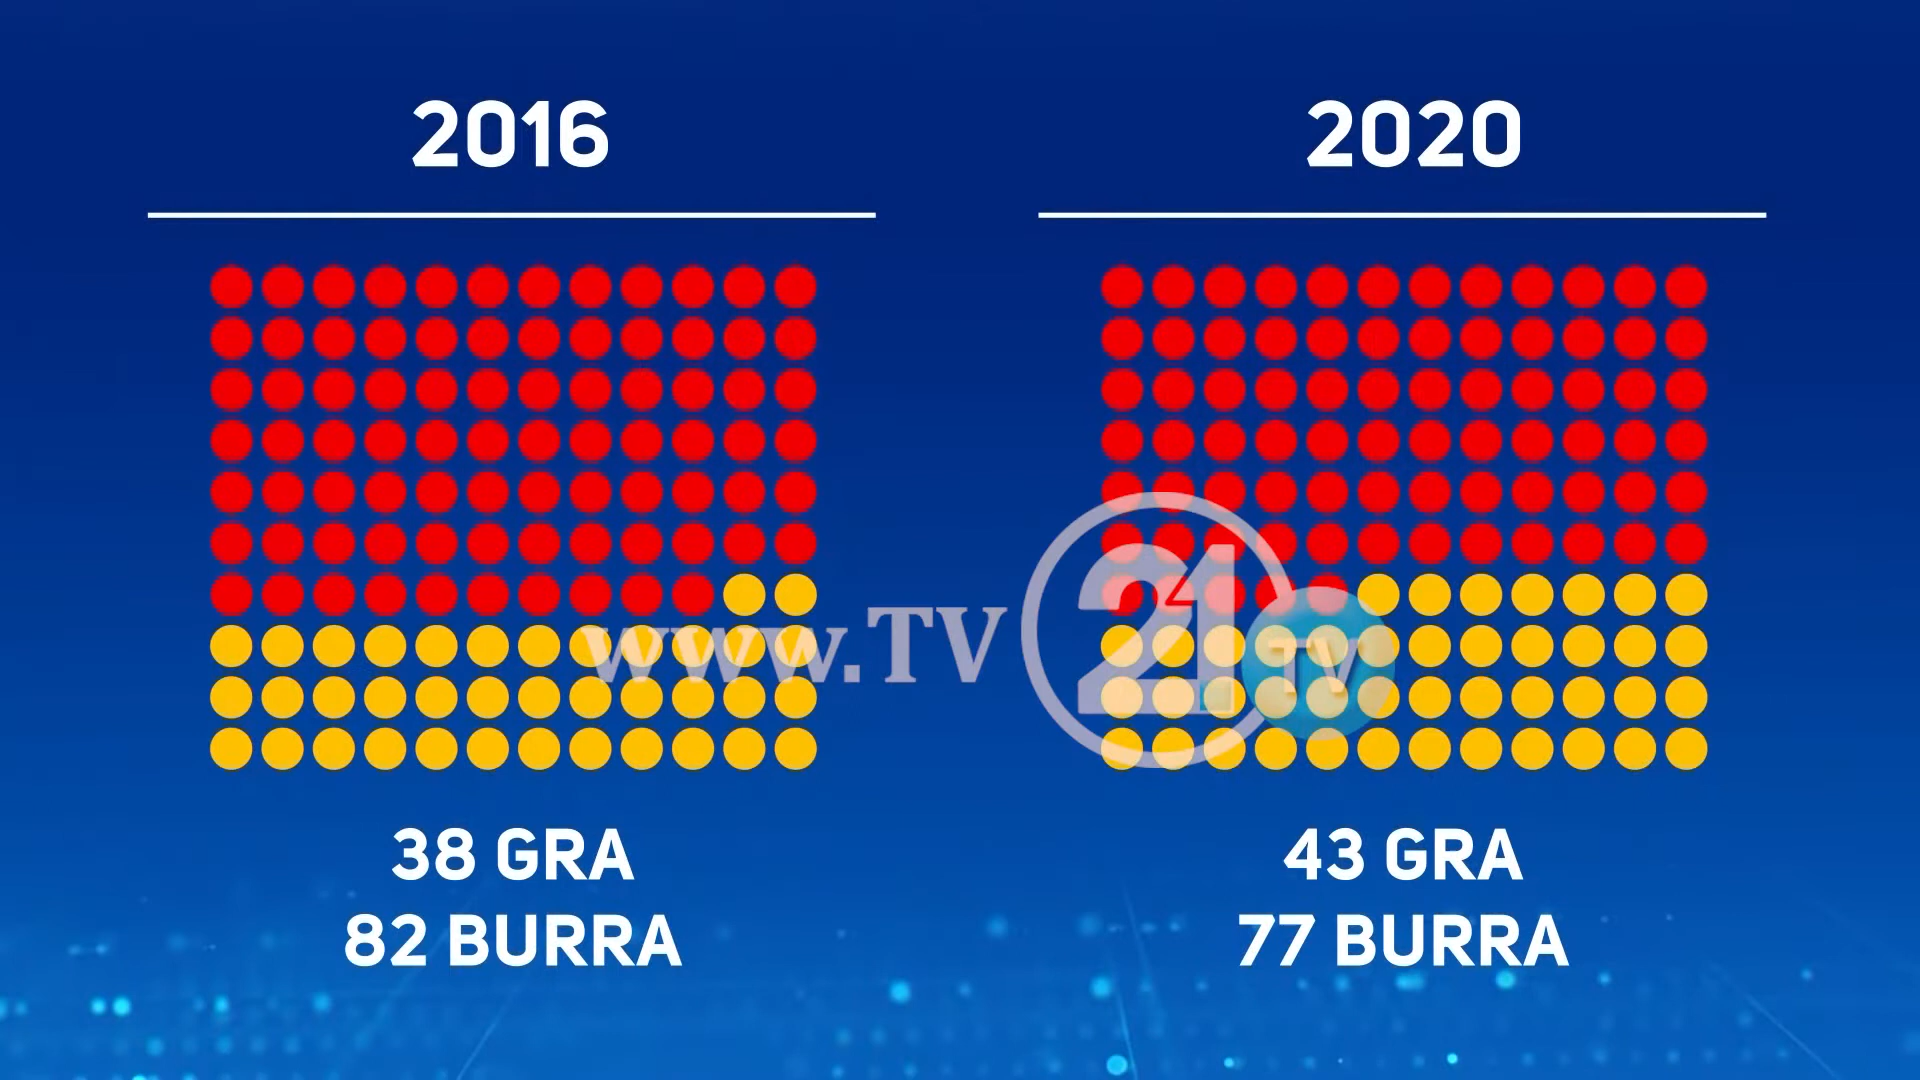 2016
2020
www.TV 21
TV
38 GRA
82 BURRA
43 GRA
77 BURRA